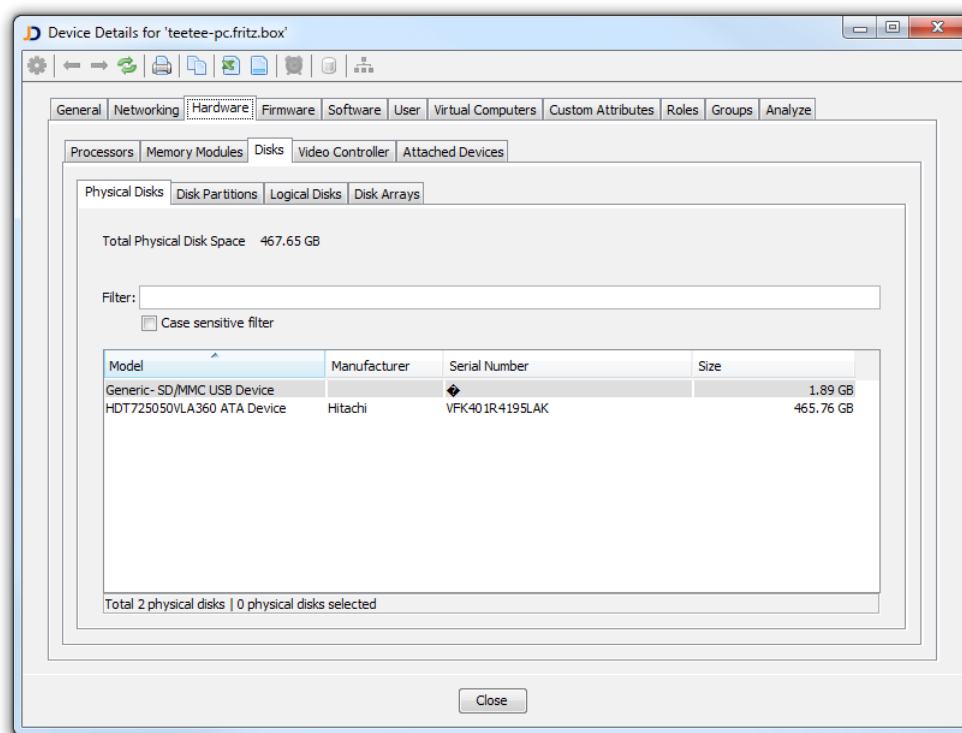 Device Details for 'teetee-pc.fritz.box'
General Networking Hardware Firmware Software User Virtual Computers Custom Attributes Roles Groups Analyze
Processors Memory Modules Disks Video Controller Attached Devices
Physical Disks Disk Partitions Logical Disks Disk Arrays
Total Physical Disk Space 467.65 GB
Filter:
Case sensitive filter
Model Manufacturer Serial Number Size
Generic- SD/MMC USB Device � 1.89 GB
HDT725050VLA360 ATA Device Hitachi VFK401R4195LAK 465.76 GB
Total 2 physical disks | 0 physical disks selected
Close